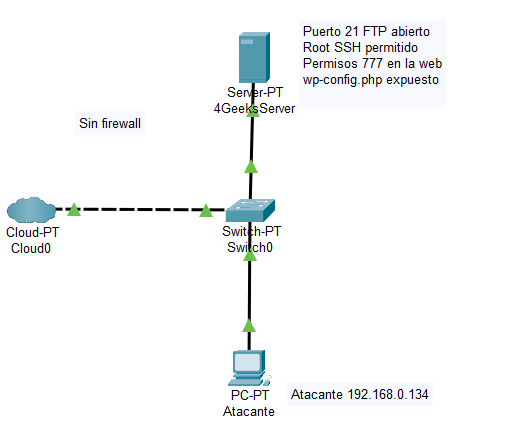 Puerto 21 FTP abierto
Root SSH permitido
Permisos 777 en la web
wp-config.php expuesto
Server-PT
4GeeksServer
Sin firewall
Cloud-PT
Cloud0
Switch-PT
Switch0
PC-PT
Atacante
Atacante 192.168.0.134